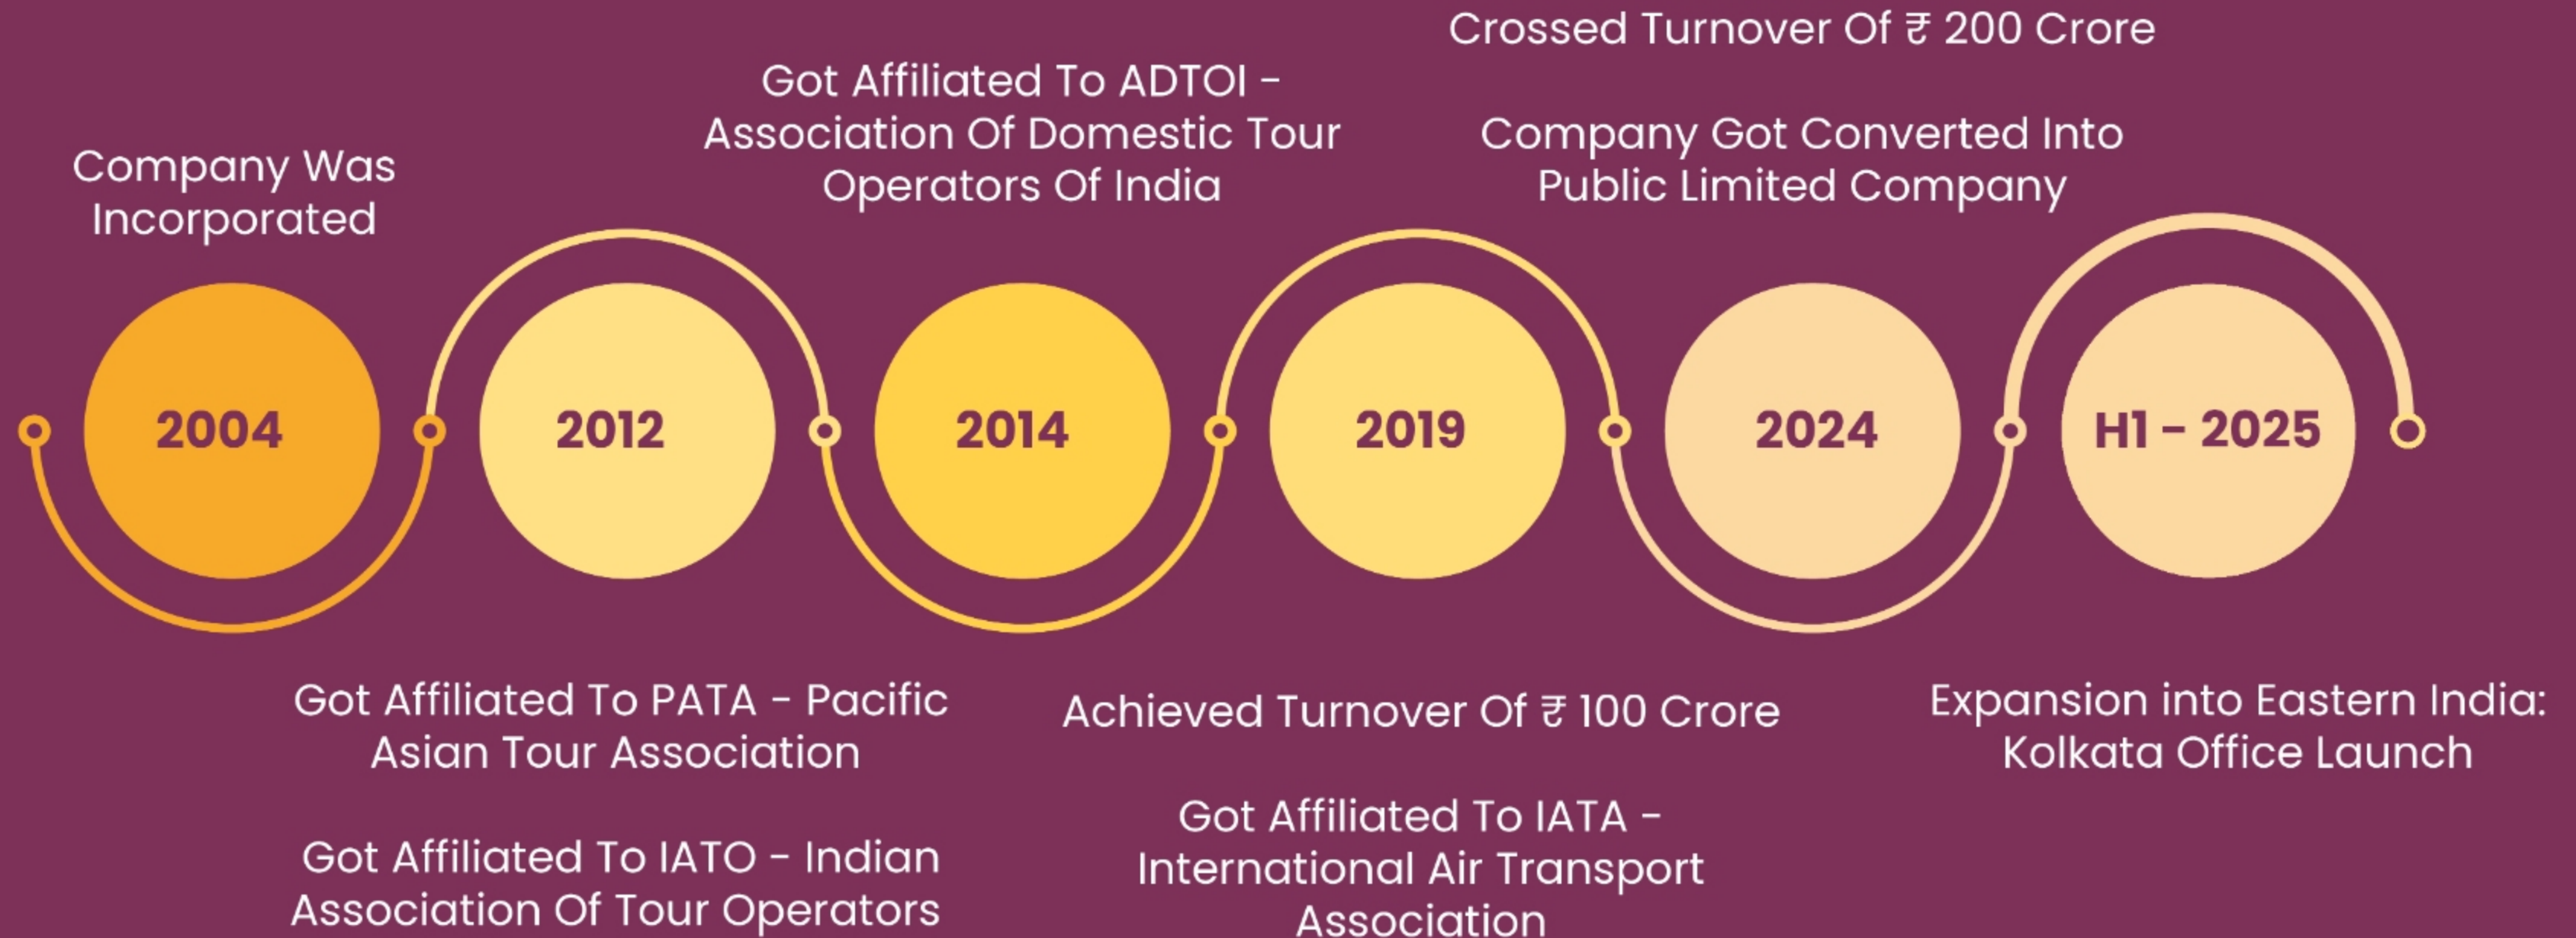 Company Was
Incorporated
2004
2012
Got Affiliated To PATA - Pacific
Asian Tour Association
Got Affiliated To IATO - Indian
Association Of Tour Operators
Got Affiliated To ADTOI -
Association Of Domestic Tour
Operators Of India
2014
2019
Achieved Turnover Of ₹ 100 Crore
Got Affiliated To IATA -
International Air Transport
Association
Crossed Turnover Of ₹ 200 Crore
Company Got Converted Into
Public Limited Company
2024
H1 - 2025
Expansion into Eastern India:
Kolkata Office Launch